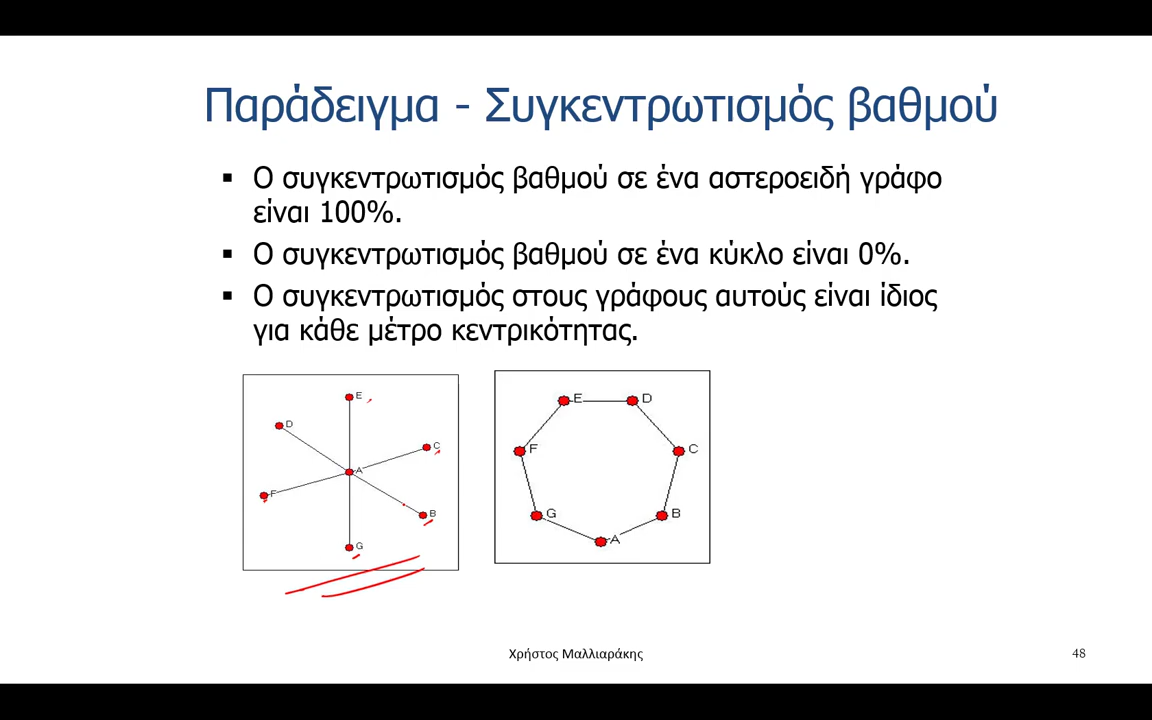 Παράδειγμα - Συγκεντρωτισμός βαθμού
▪ Ο συγκεντρωτισμός βαθμού σε ένα αστεροειδή γράφο
είναι 100%.
▪ Ο συγκεντρωτισμός βαθμού σε ένα κύκλο είναι 0%.
▪ Ο συγκεντρωτισμός στους γράφους αυτούς είναι ίδιος
για κάθε μέτρο κεντρικότητας.
E
D
C
A
F
B
G
E D
F C
G B
A
Χρήστος Μαλλιαράκης
48